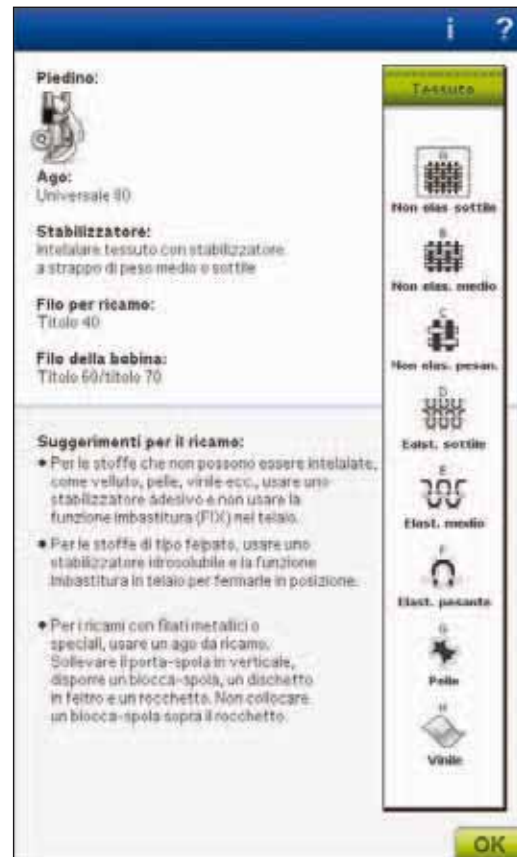 i ?
Piedino:
Ago:
Universale 80
Stabilizzatore:
Intelaiare tessuto con stabilizzatore
a strappo di peso medio o sottile
Filo per ricamo:
Titolo 40
Filo della bobina:
Titolo 60/titolo 70
Suggerimenti per il ricamo:
• Per le stoffe che non possono essere intelaiate,
come velluto, pelle, vinile ecc., usare uno
stabilizzatore adesivo e non usare la
funzione imbastitura (FIX) nel telaio.
• Per le stoffe di tipo felpato, usare uno
stabilizzatore idrosolubile e la funzione
imbastitura in telaio per fermarle in posizione.
• Per i ricami con filati metallici o
speciali, usare un ago da ricamo.
Sollevare il porta-spola in verticale,
disporre un blocca-spola, un dischetto
in feltro e un rocchetto. Non collocare
un blocca-spola sopra il rocchetto.
Tessuto
A
Non elas sottile
B
Non elas. medio
C
Non elas. pesan.
D
Ealst. sottile
E
Elast. medio
F
Elast. pesante
G
Pelle
H
Vinile
OK